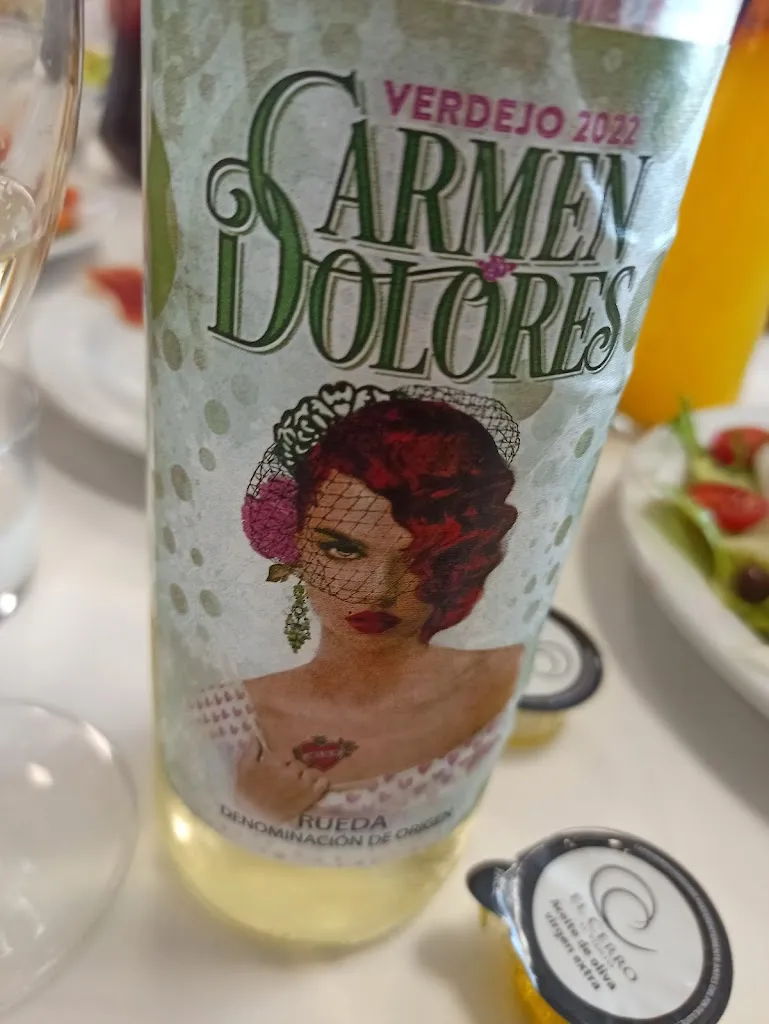 VERDEJO 2022
CARMEN
DOLORES
RUEDA
DENOMINACIÓN DE ORIGEN
EL CERRO
Aceite de oliva
virgen extra